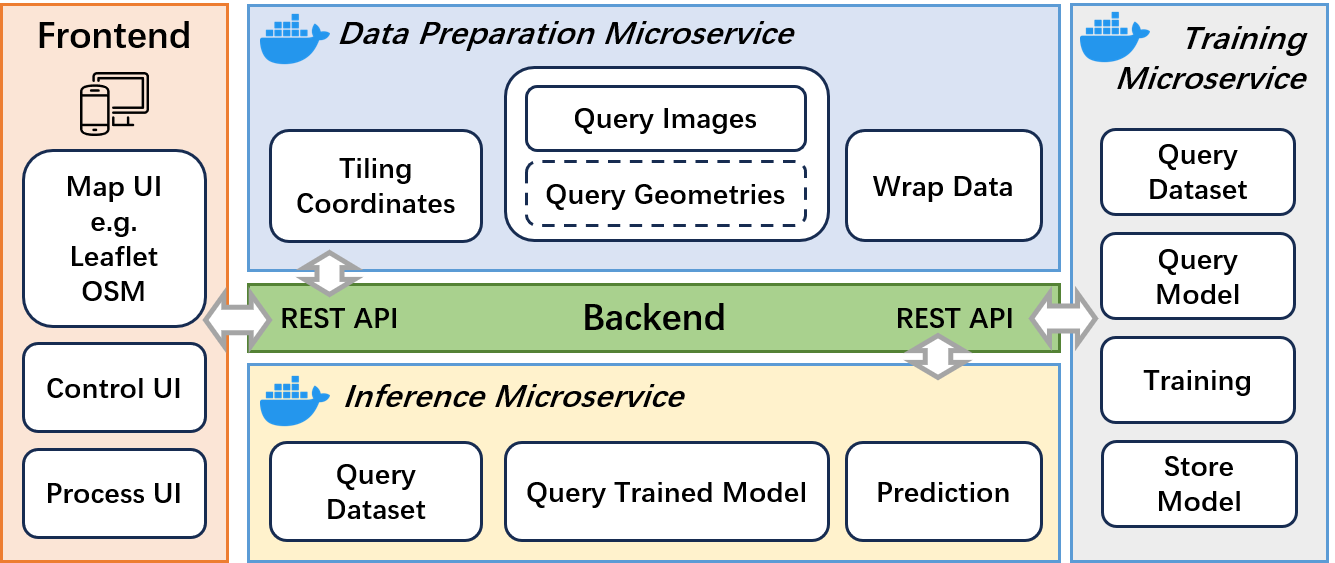 Frontend
Map UI
e.g.
Leaflet
OSM
Control UI
Process UI
Data Preparation Microservice
Tiling
Coordinates
Query Images
Query Geometries
Wrap Data
REST API
Backend
REST API
Inference Microservice
Query
Dataset
Query Trained Model
Prediction
Training
Microservice
Query
Dataset
Query
Model
Training
Store
Model